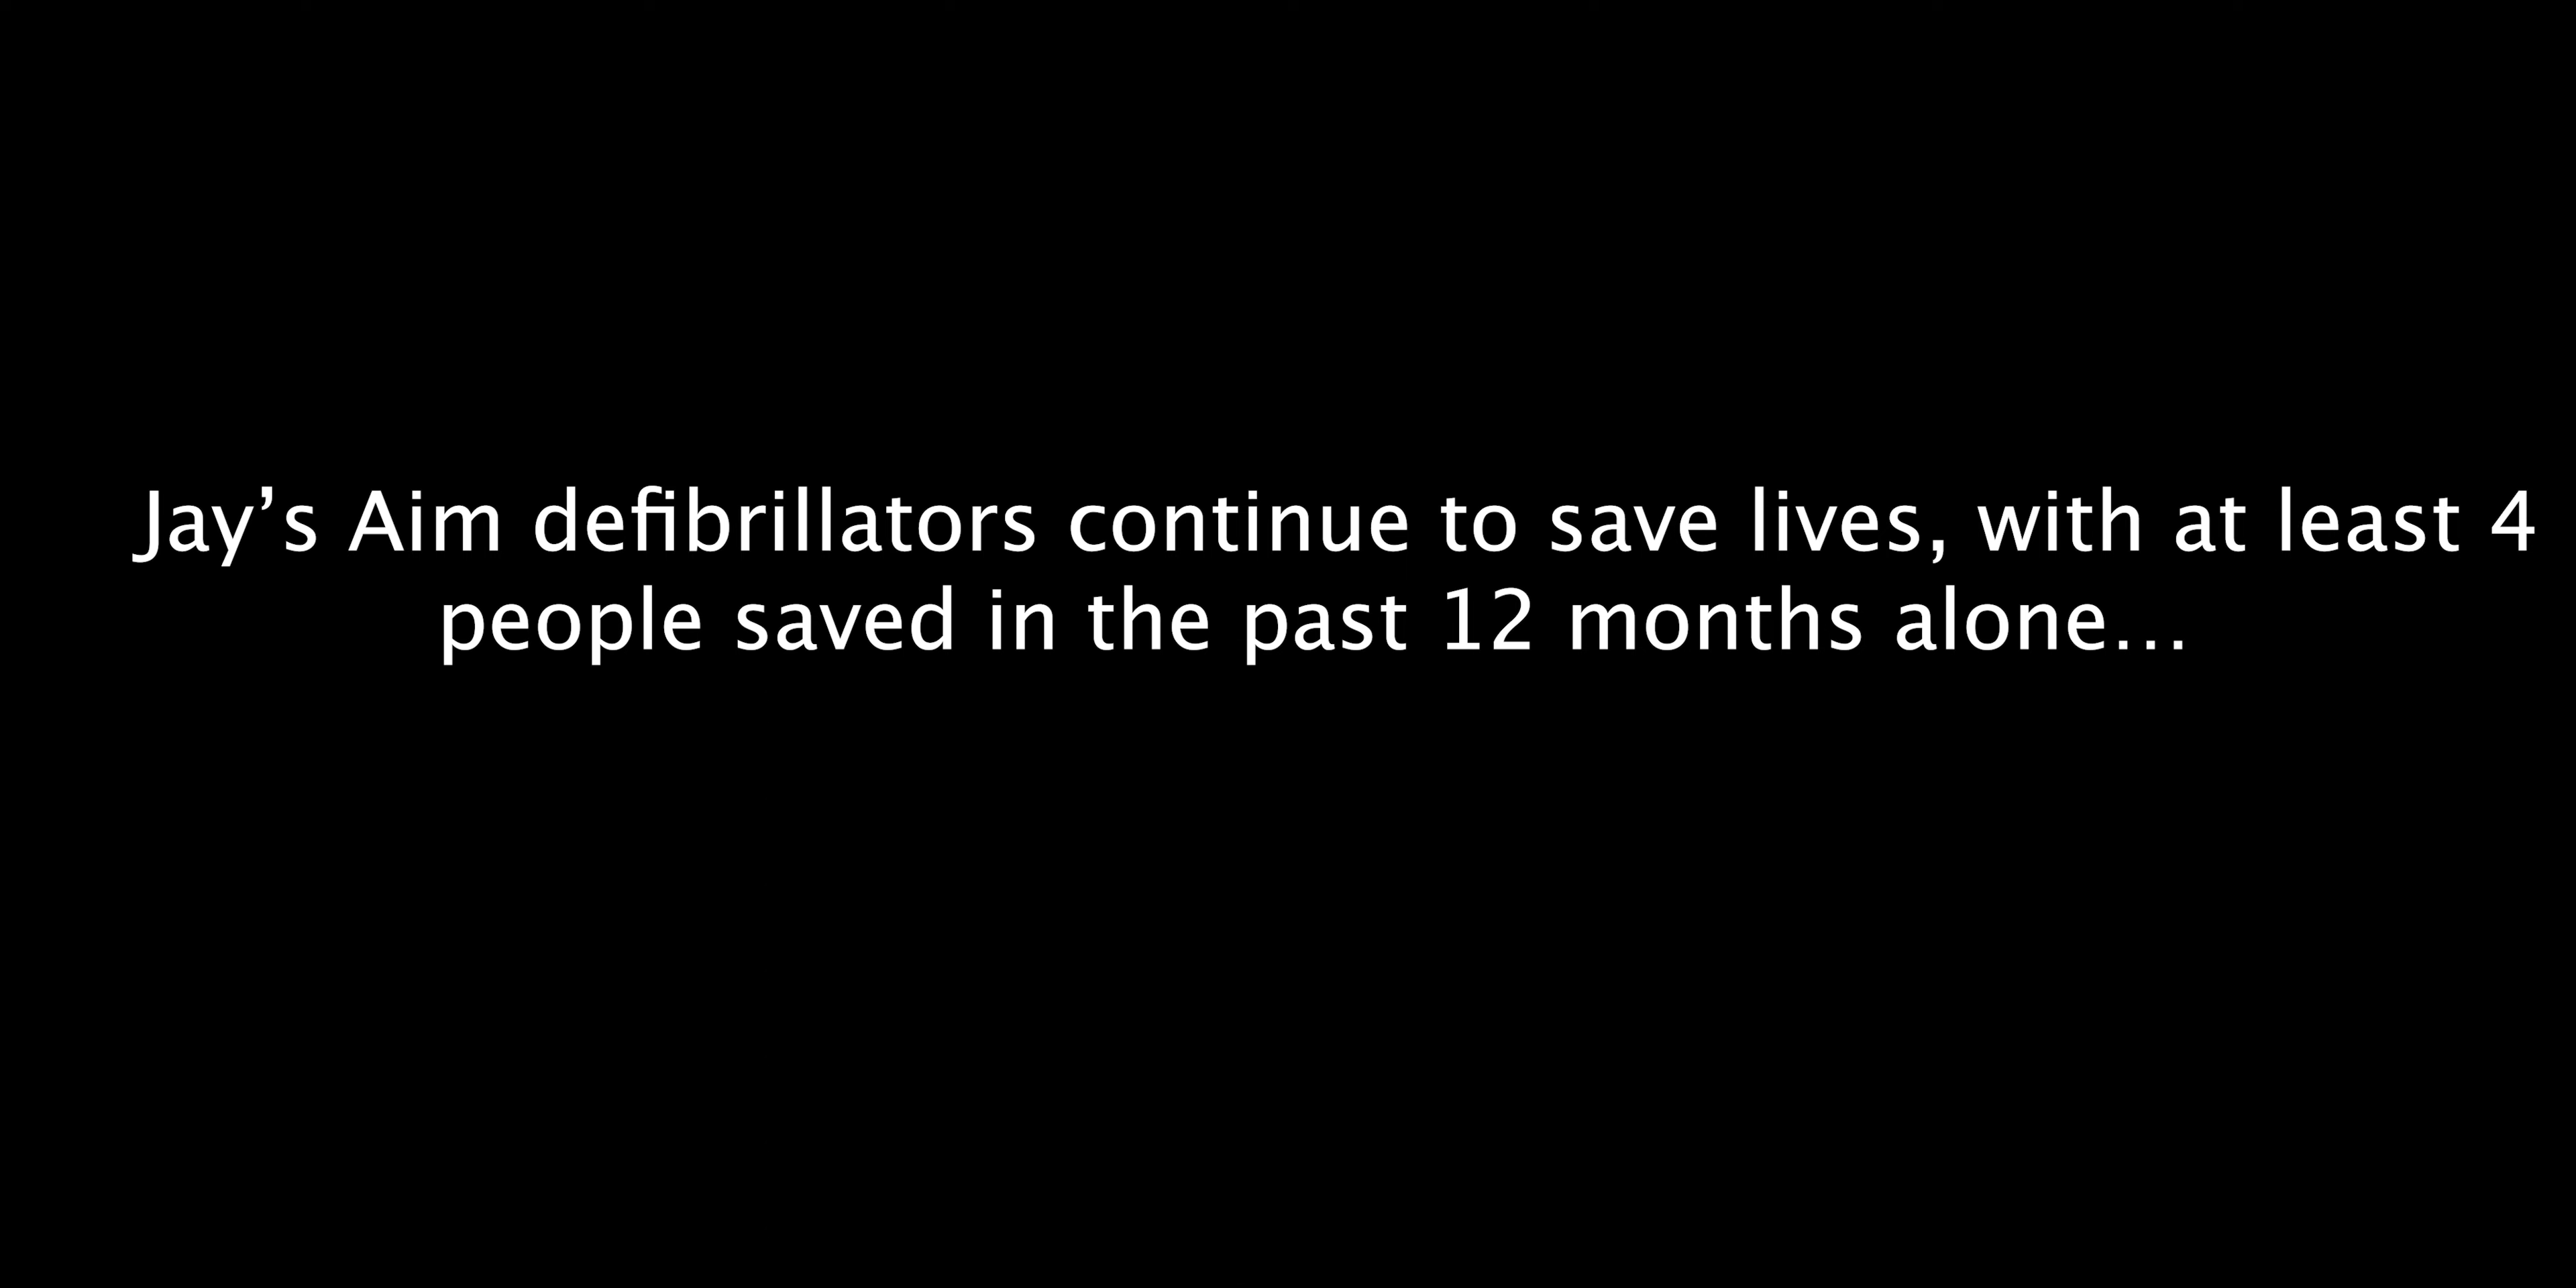 Jay’s Aim defibrillators continue to save lives, with at least 4
people saved in the past 12 months alone…